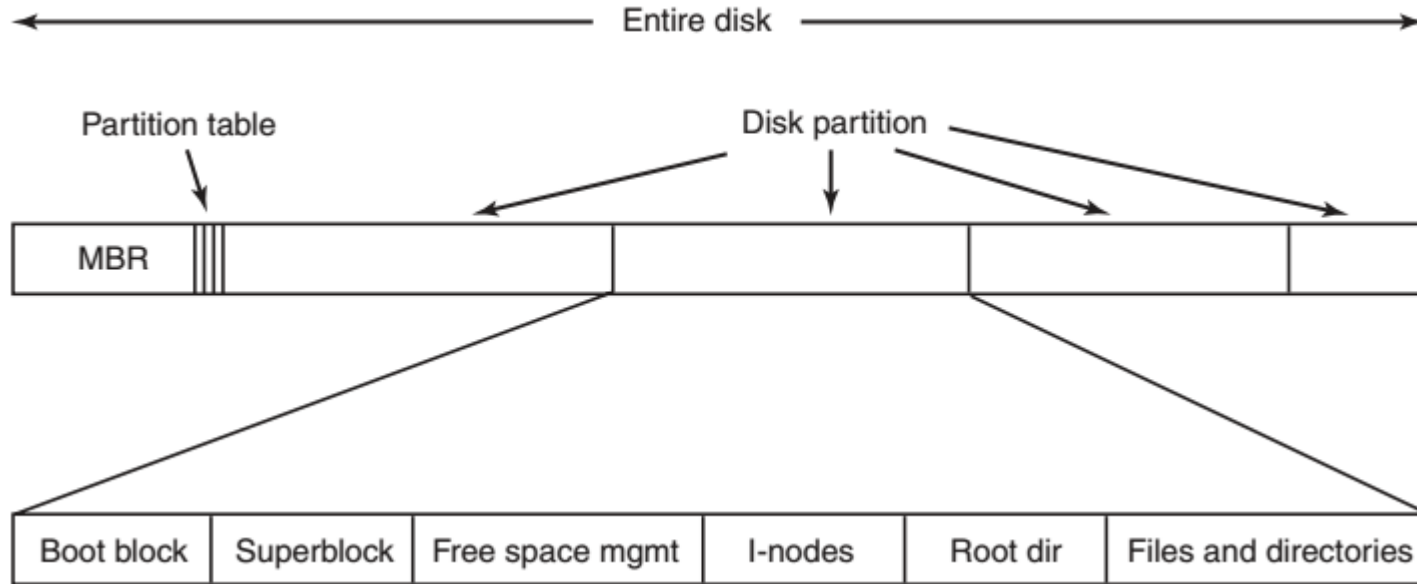 Entire disk
Partition table
Disk partition
MBR
Boot block
Superblock
Free space mgmt
I-nodes
Root dir
Files and directories